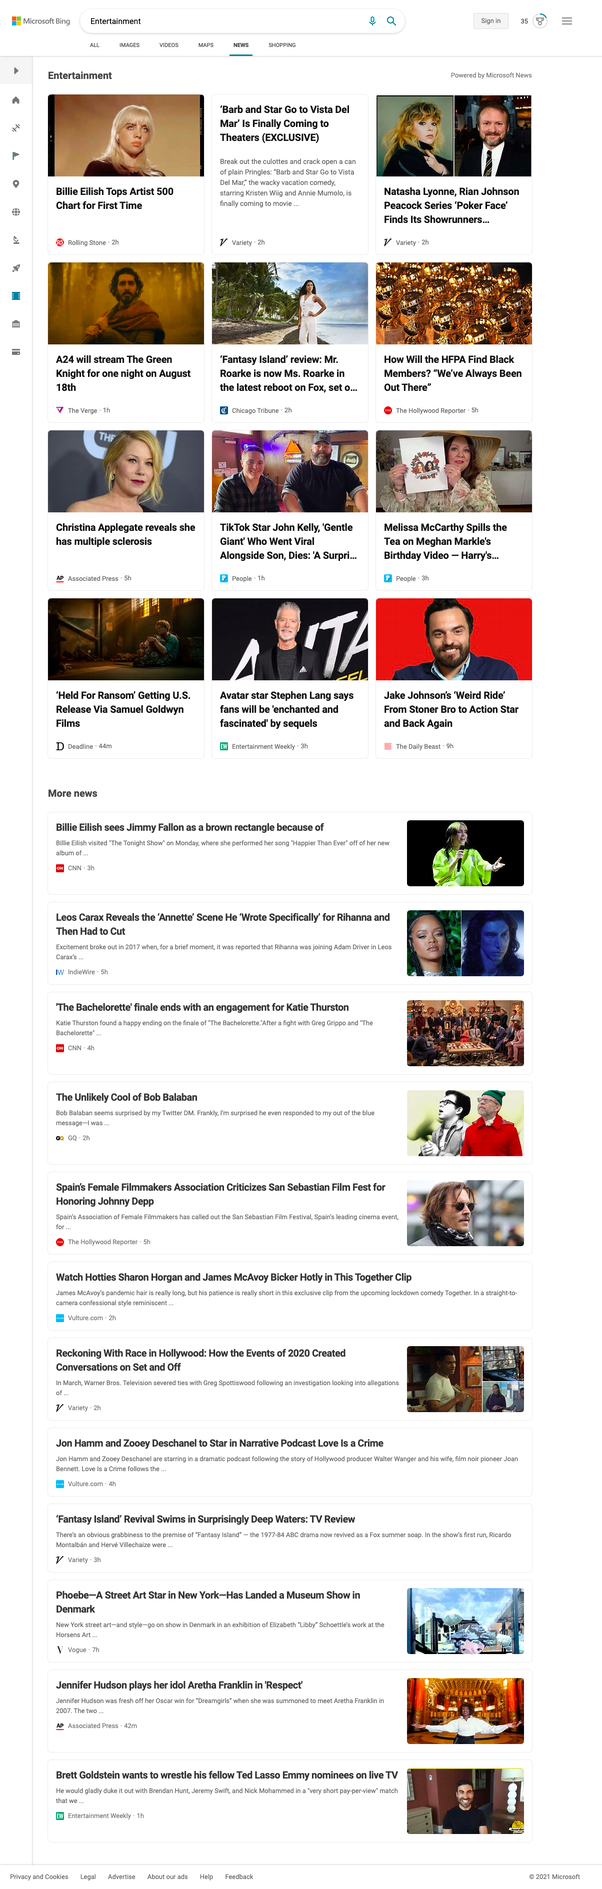 Microsoft Bing
Entertainment
Sign in
35
ALL
IMAGES
VIDEOS
MAPS
NEWS
SHOPPING
Entertainment
Powered by Microsoft News
Billie Eilish Tops Artist 500
Chart for First Time
Rolling Stone · 2h
‘Barb and Star Go to Vista Del
Mar’ Is Finally Coming to
Theaters (EXCLUSIVE)
Break out the culottes and crack open a can
of plain Pringles: “Barb and Star Go to Vista
Del Mar,” the wacky vacation comedy,
starring Kristen Wiig and Annie Mumolo, is
finally coming to movie ...
Variety · 2h
Natasha Lyonne, Rian Johnson
Peacock Series ‘Poker Face’
Finds Its Showrunners...
Variety · 2h
A24 will stream The Green
Knight for one night on August
18th
The Verge · 1h
‘Fantasy Island’ review: Mr.
Roarke is now Ms. Roarke in
the latest reboot on Fox, set o...
Chicago Tribune · 2h
How Will the HFPA Find Black
Members? “We’ve Always Been
Out There”
The Hollywood Reporter · 5h
Christina Applegate reveals she
has multiple sclerosis
Associated Press · 5h
TikTok Star John Kelly, 'Gentle
Giant' Who Went Viral
Alongside Son, Dies: 'A Surpri...
People · 1h
Melissa McCarthy Spills the
Tea on Meghan Markle's
Birthday Video — Harry's...
People · 3h
‘Held For Ransom’ Getting U.S.
Release Via Samuel Goldwyn
Films
Deadline · 44m
Avatar star Stephen Lang says
fans will be 'enchanted and
fascinated' by sequels
Entertainment Weekly · 3h
Jake Johnson’s ‘Weird Ride’
From Stoner Bro to Action Star
and Back Again
The Daily Beast · 9h
More news
Billie Eilish sees Jimmy Fallon as a brown rectangle because of
Billie Eilish visited "The Tonight Show" on Monday, where she performed her song "Happier Than Ever" off of her new
album of ...
CNN · 3h
Leos Carax Reveals the ‘Annette’ Scene He ‘Wrote Specifically’ for Rihanna and
Then Had to Cut
Excitement broke out in 2017 when, for a brief moment, it was reported that Rihanna was joining Adam Driver in Leos
Carax’s ...
IndieWire · 5h
'The Bachelorette' finale ends with an engagement for Katie Thurston
Katie Thurston found a happy ending on the finale of "The Bachelorette."After a fight with Greg Grippo and "The
Bachelorette" ...
CNN · 4h
The Unlikely Cool of Bob Balaban
Bob Balaban seems surprised by my Twitter DM. Frankly, I’m surprised he even responded to my out of the blue
message—I was ...
GQ · 2h
Spain’s Female Filmmakers Association Criticizes San Sebastian Film Fest for
Honoring Johnny Depp
Spain’s Association of Female Filmmakers has called out the San Sebastian Film Festival, Spain’s leading cinema event,
for ...
The Hollywood Reporter · 5h
Watch Hotties Sharon Horgan and James McAvoy Bicker Hotly in This Together Clip
James McAvoy’s pandemic hair is really long, but his patience is really short in this exclusive clip from the upcoming lockdown comedy Together. In a straight-to-
camera confessional style reminiscent ...
Vulture.com · 2h
Reckoning With Race in Hollywood: How the Events of 2020 Created
Conversations on Set and Off
In March, Warner Bros. Television severed ties with Greg Spottiswood following an investigation looking into allegations
of ...
Variety · 2h
Jon Hamm and Zooey Deschanel to Star in Narrative Podcast Love Is a Crime
Jon Hamm and Zooey Deschanel are starring in a dramatic podcast following the story of Hollywood producer Walter Wanger and his wife, film noir pioneer Joan
Bennett. Love Is a Crime follows the ...
Vulture.com · 4h
‘Fantasy Island’ Revival Swims in Surprisingly Deep Waters: TV Review
There’s an obvious grabbiness to the premise of “Fantasy Island” — the 1977-84 ABC drama now revived as a Fox summer soap. In the show’s first run, Ricardo
Montalbán and Hervé Villechaize were ...
Variety · 3h
Phoebe—A Street Art Star in New York—Has Landed a Museum Show in
Denmark
New York street art—and style—go on show in Denmark in an exhibition of Elizabeth “Libby” Schoettle’s work at the
Horsens Art ...
Vogue · 7h
Jennifer Hudson plays her idol Aretha Franklin in 'Respect'
Jennifer Hudson was fresh off her Oscar win for “Dreamgirls” when she was summoned to meet Aretha Franklin in
2007. The two ...
Associated Press · 42m
Brett Goldstein wants to wrestle his fellow Ted Lasso Emmy nominees on live TV
He would gladly duke it out with Brendan Hunt, Jeremy Swift, and Nick Mohammed in a "very short pay-per-view" match
that we ...
Entertainment Weekly · 1h
Privacy and Cookies
Legal
Advertise
About our ads
Help
Feedback
© 2021 Microsoft